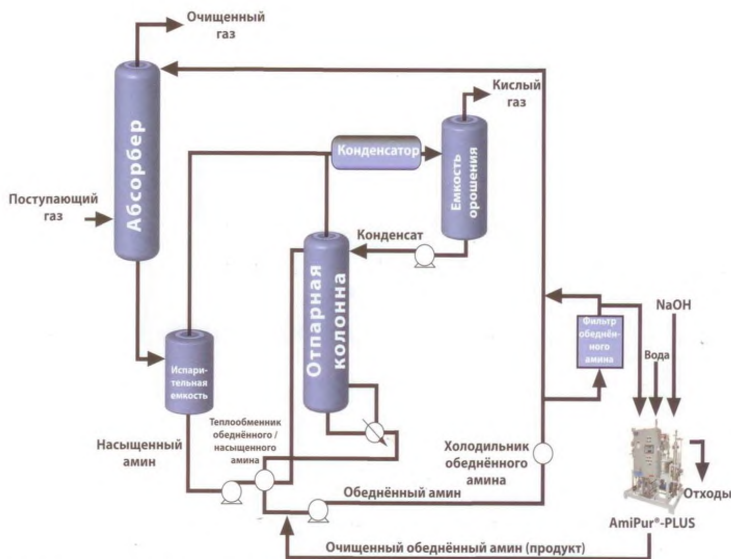 Очищенный
газ
Кислый
газ
Абсорбер
Конденсатор
Емкость
орошения
Поступающий
газ
Конденсат
Отпарная
колонна
NaOH
Фильтр
обеднён-
ного
амина
Вода
Испари-
тельная
емкость
Теплообменник
обеднённого /
насыщенного
амина
Насыщенный
амин
Холодильник
обеднённого
амина
Обеднённый амин
Отходы
AmiPur®-PLUS
Очищенный обеднённый амин (продукт)